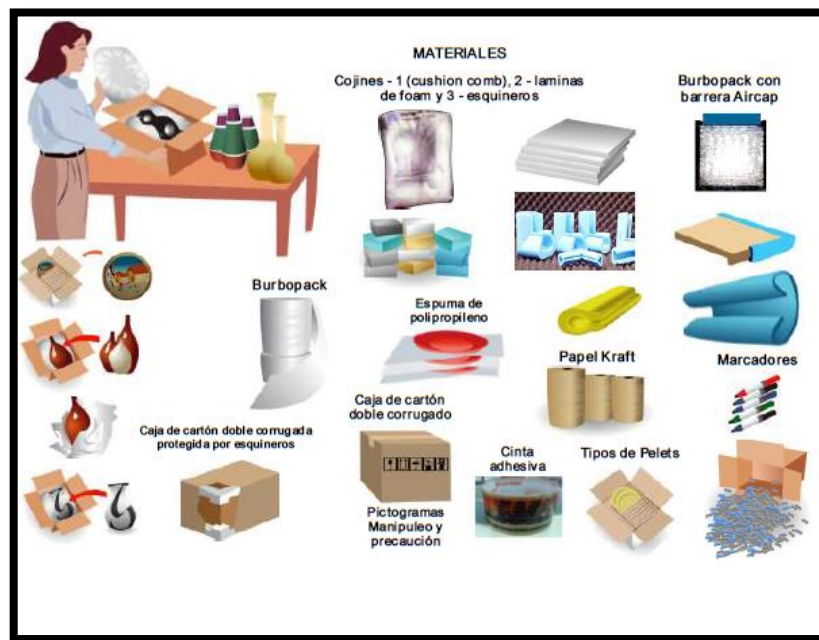 MATERIALES
Cojines - 1 (cushion comb), 2 - laminas
de foam y 3 - esquineros
Burbopack con
barrera Aircap
Burbopack
Espuma de
polipropileno
Papel Kraft
Marcadores
Caja de cartón doble corrugada
protegida por esquineros
Caja de cartón
doble corrugado
Cinta
adhesiva
Tipos de Pelets
Pictogramas
Manipuleo y
precaución